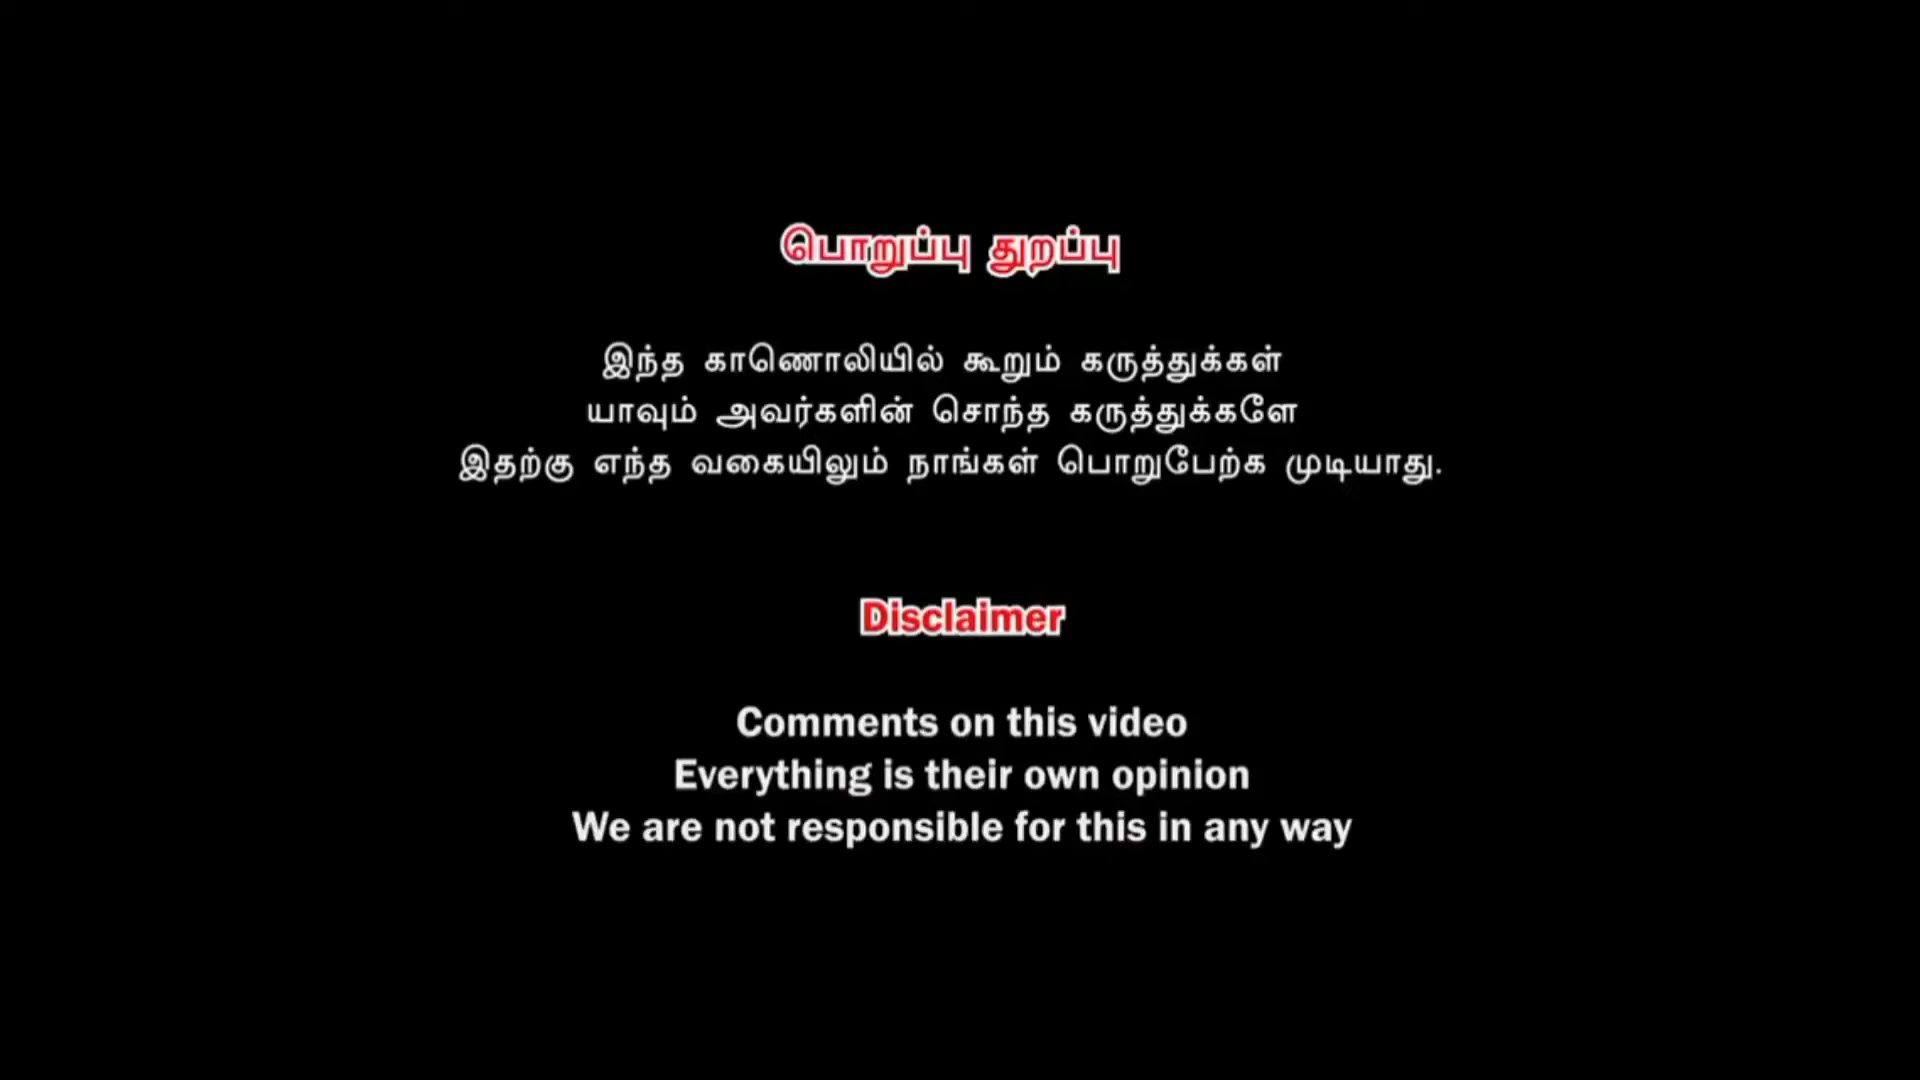 பொறுப்பு துறப்பு
இந்த காணொலியில் கூறும் கருத்துக்கள்
யாவும் அவர்களின் சொந்த கருத்துக்களே
இதற்கு எந்த வகையிலும் நாங்கள் பொறுபேற்க முடியாது.
Disclaimer
Comments on this video
Everything is their own opinion
We are not responsible for this in any way